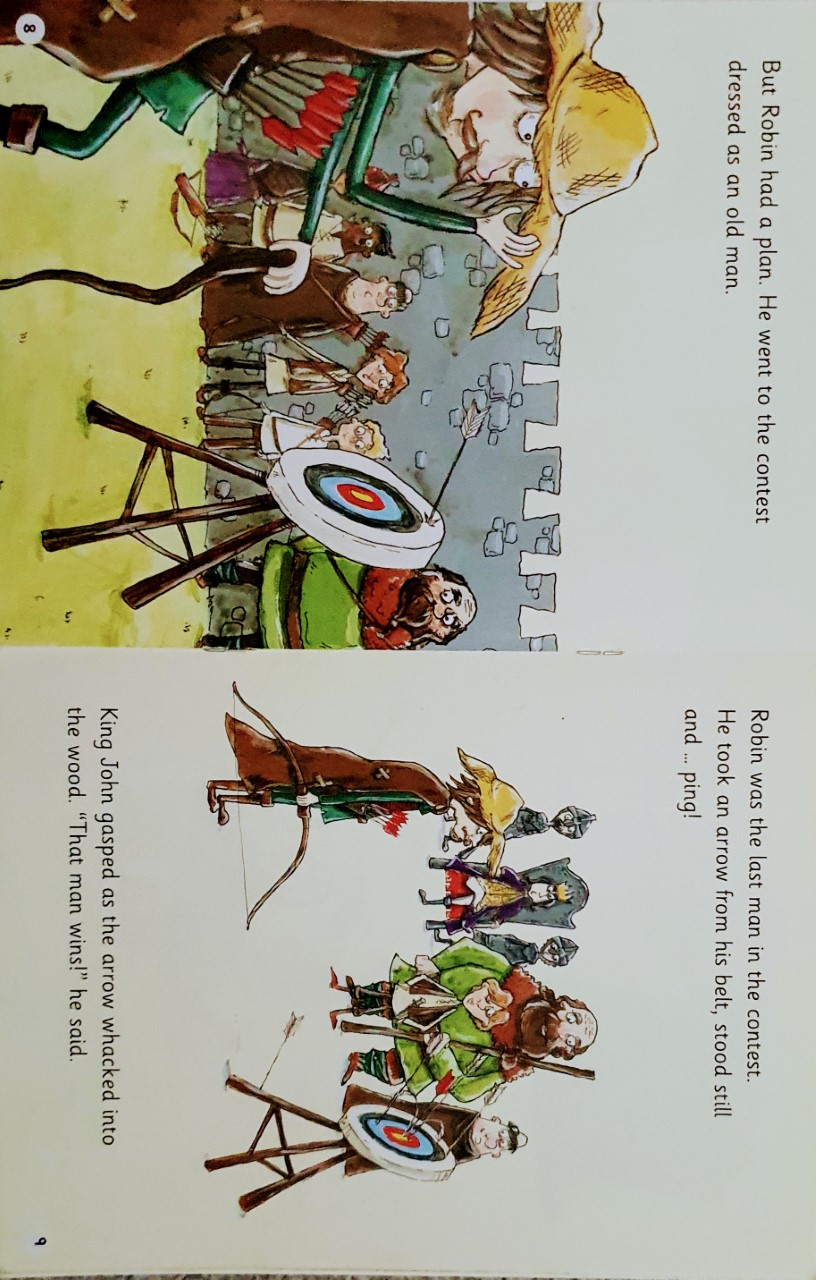 But Robin had a plan. He went to the contest
dressed as an old man.
8
Robin was the last man in the contest.
He took an arrow from his belt, stood still
and ... ping!
King John gasped as the arrow whacked into
the wood. “That man wins!” he said.
9